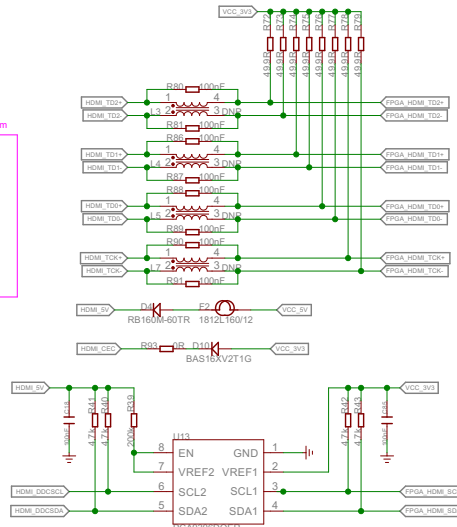 VCC_3V3
R72
R73
R74
R75
R76
R77
R78
R79
49.9R
49.9R
49.9R
49.9R
49.9R
49.9R
49.9R
49.9R
R80 100nF
HDMI_TD2+ 1 4 FPGA_HDMI_TD2+
HDMI_TD2- L3 2 3 DNP FPGA_HDMI_TD2-
R81 100nF
m
R86 100nF
HDMI_TD1+ 1 4 FPGA_HDMI_TD1+
HDMI_TD1- L4 2 3 DNP FPGA_HDMI_TD1-
R87 100nF
R88 100nF
HDMI_TD0+ 1 4 FPGA_HDMI_TD0+
HDMI_TD0- L5 2 3 DNP FPGA_HDMI_TD0-
R89 100nF
R90 100nF
HDMI_TCK+ 1 4 FPGA_HDMI_TCK+
HDMI_TCK- L7 2 3 DNP FPGA_HDMI_TCK-
R91 100nF
HDMI_5V D4 F2 VCC_5V
RB160M-60TR 1812L160/12
HDMI_CEC R93 0R D10 VCC_3V3
BAS16XV2T1G
HDMI_5V VCC_3V3
R41 4.7k
R40 4.7k
R39 200k
R42 4.7k
R43 4.7k
C85
U13
8 EN GND 1
7 VREF2 VREF1 2
HDMI_DDCSCL 6 SCL2 SCL1 3 FPGA_HDMI_SC
HDMI_DDCSDA 5 SDA2 SDA1 4 FPGA_HDMI_SD